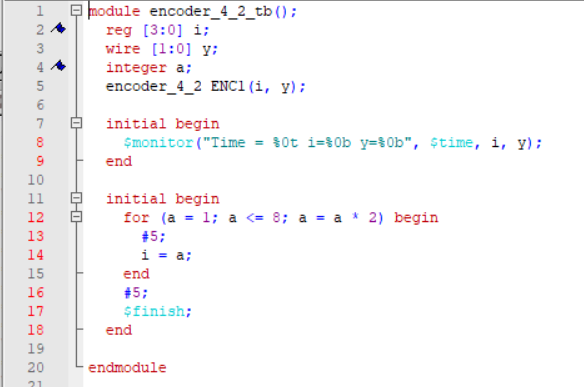 1 module encoder_4_2_tb();
2 reg [3:0] i;
3 wire [1:0] y;
4 integer a;
5 encoder_4_2 ENC1(i, y);
6
7 initial begin
8 $monitor("Time = %0t i=%0b y=%0b", $time, i, y);
9 end
10
11 initial begin
12 for (a = 1; a <= 8; a = a * 2) begin
13 #5;
14 i = a;
15 end
16 #5;
17 $finish;
18 end
19
20 endmodule
21